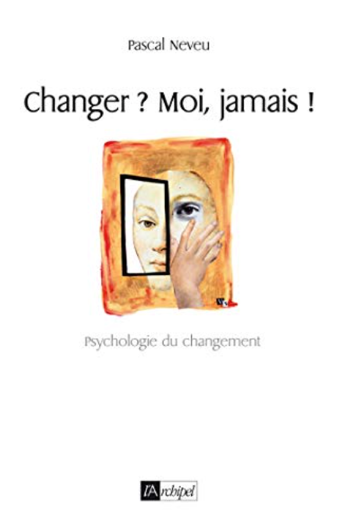 Pascal Neveu
Changer ? Moi, jamais !
Psychologie du changement
l'Archipel